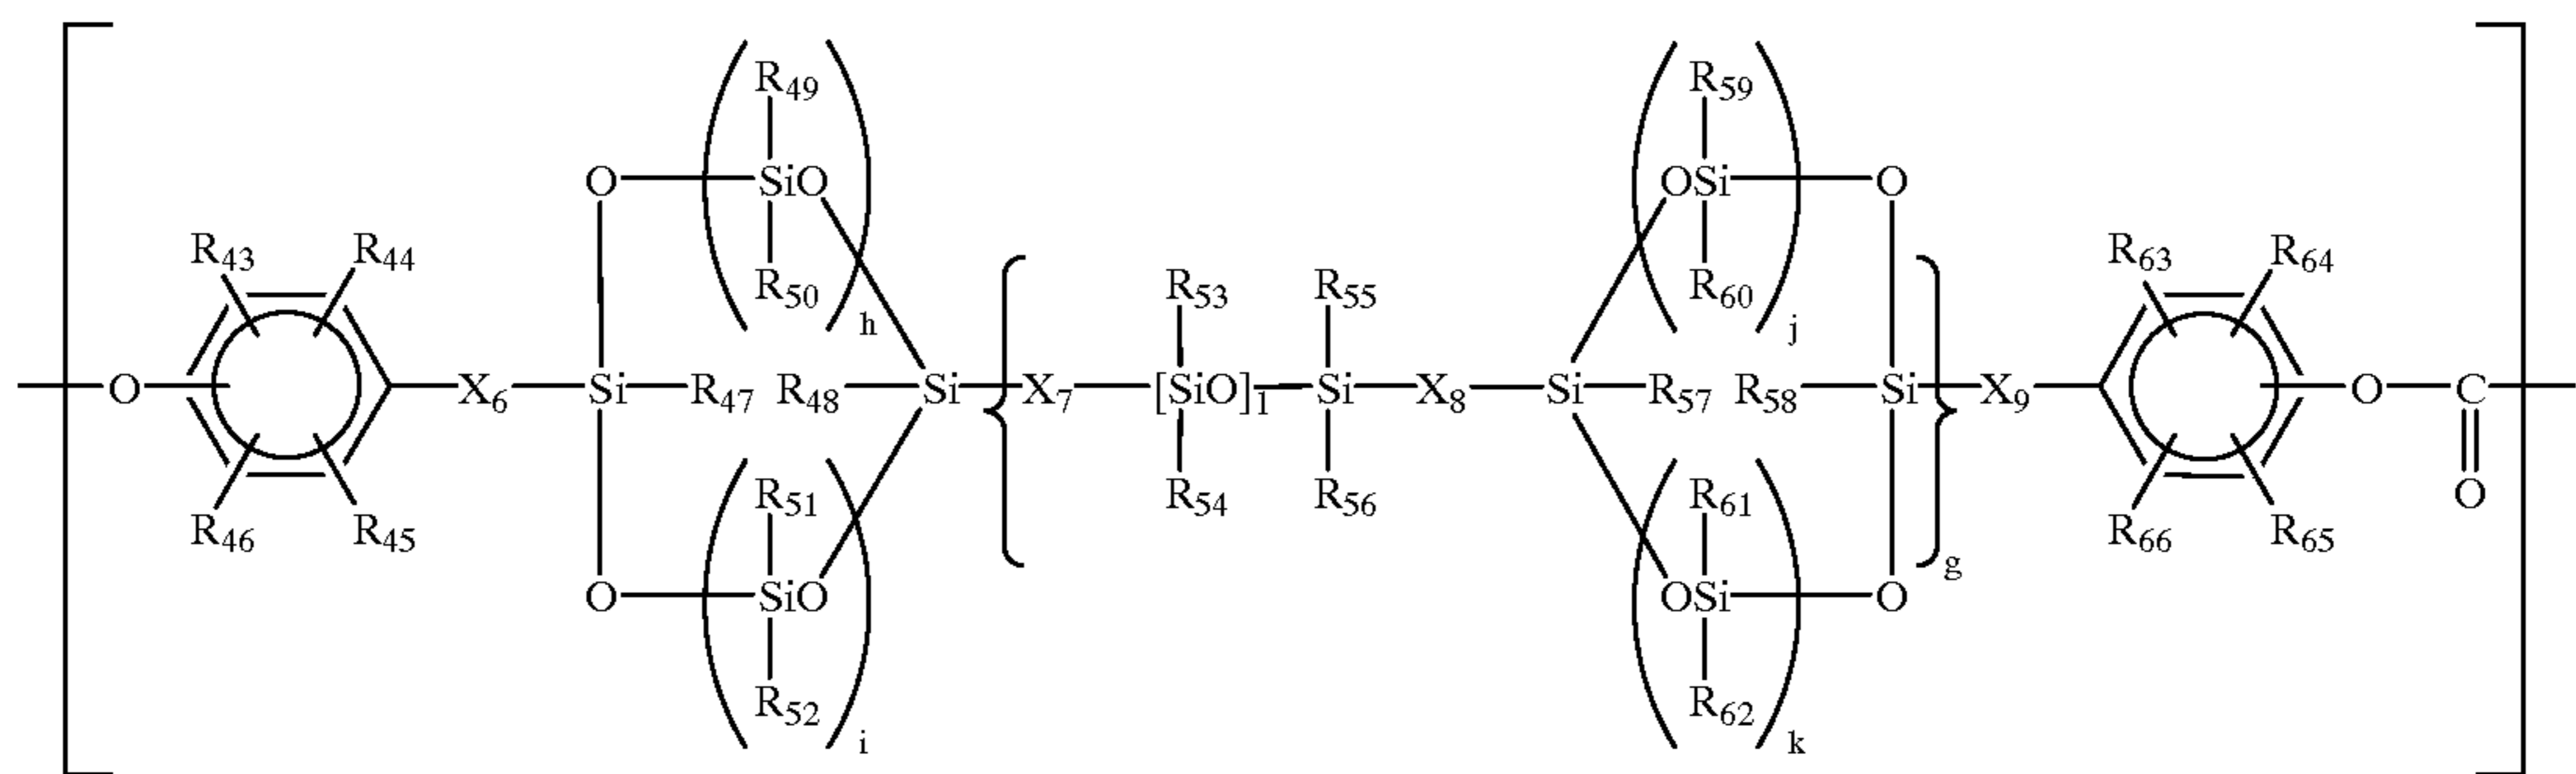 R49 R59
O SiO OSi O
R43 R44 R50 h R53 R55 R60 j R63 R64
O X6 Si R47 R48 Si X7 [SiO]1 Si X8 Si R57 R58 Si X9 O C
R46 R45 R51 R54 R56 R61 g R66 R65 O
O SiO OSi O
R52 i R62 k